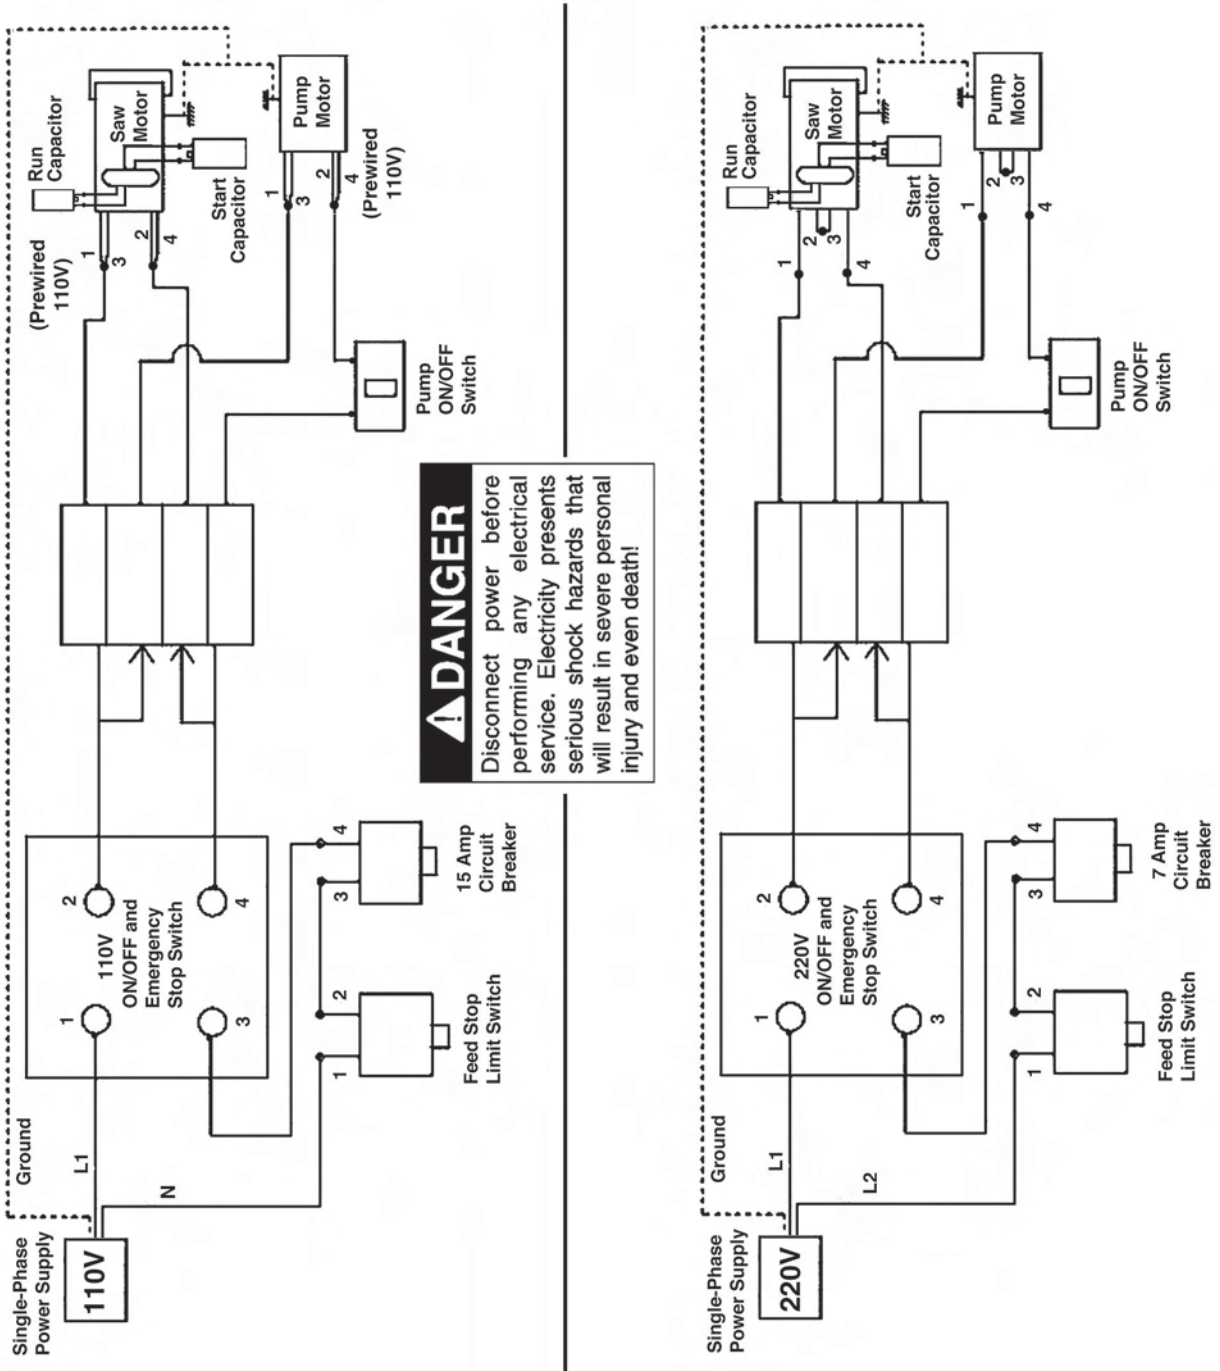 Single-Phase
Power Supply
110V
Ground
L1
N
1
2
3
4
110V
ON/OFF and
Emergency
Stop Switch
1
2
Feed Stop
Limit Switch
3
4
15 Amp
Circuit
Breaker
(Prewired
110V)
1
3
2
4
Run
Capacitor
Saw
Motor
Start
Capacitor
1
3
2
4
(Prewired
110V)
Pump
Motor
Pump
ON/OFF
Switch
DANGER
Disconnect power before
performing any electrical
service. Electricity presents
serious shock hazards that
will result in severe personal
injury and even death!
Single-Phase
Power Supply
220V
Ground
L1
L2
1
2
3
4
220V
ON/OFF and
Emergency
Stop Switch
1
2
Feed Stop
Limit Switch
3
4
7 Amp
Circuit
Breaker
1
2
3
4
Run
Capacitor
Saw
Motor
Start
Capacitor
1
2
3
4
Pump
Motor
Pump
ON/OFF
Switch